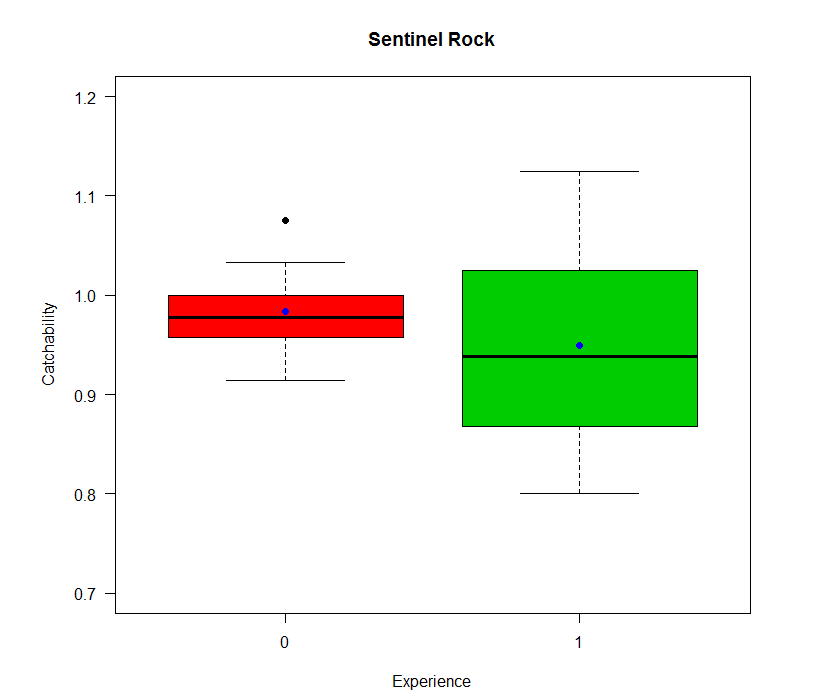 Sentinel Rock
1.2
1.1
1.0
0.9
0.8
0.7
Catchability
0
1
Experience